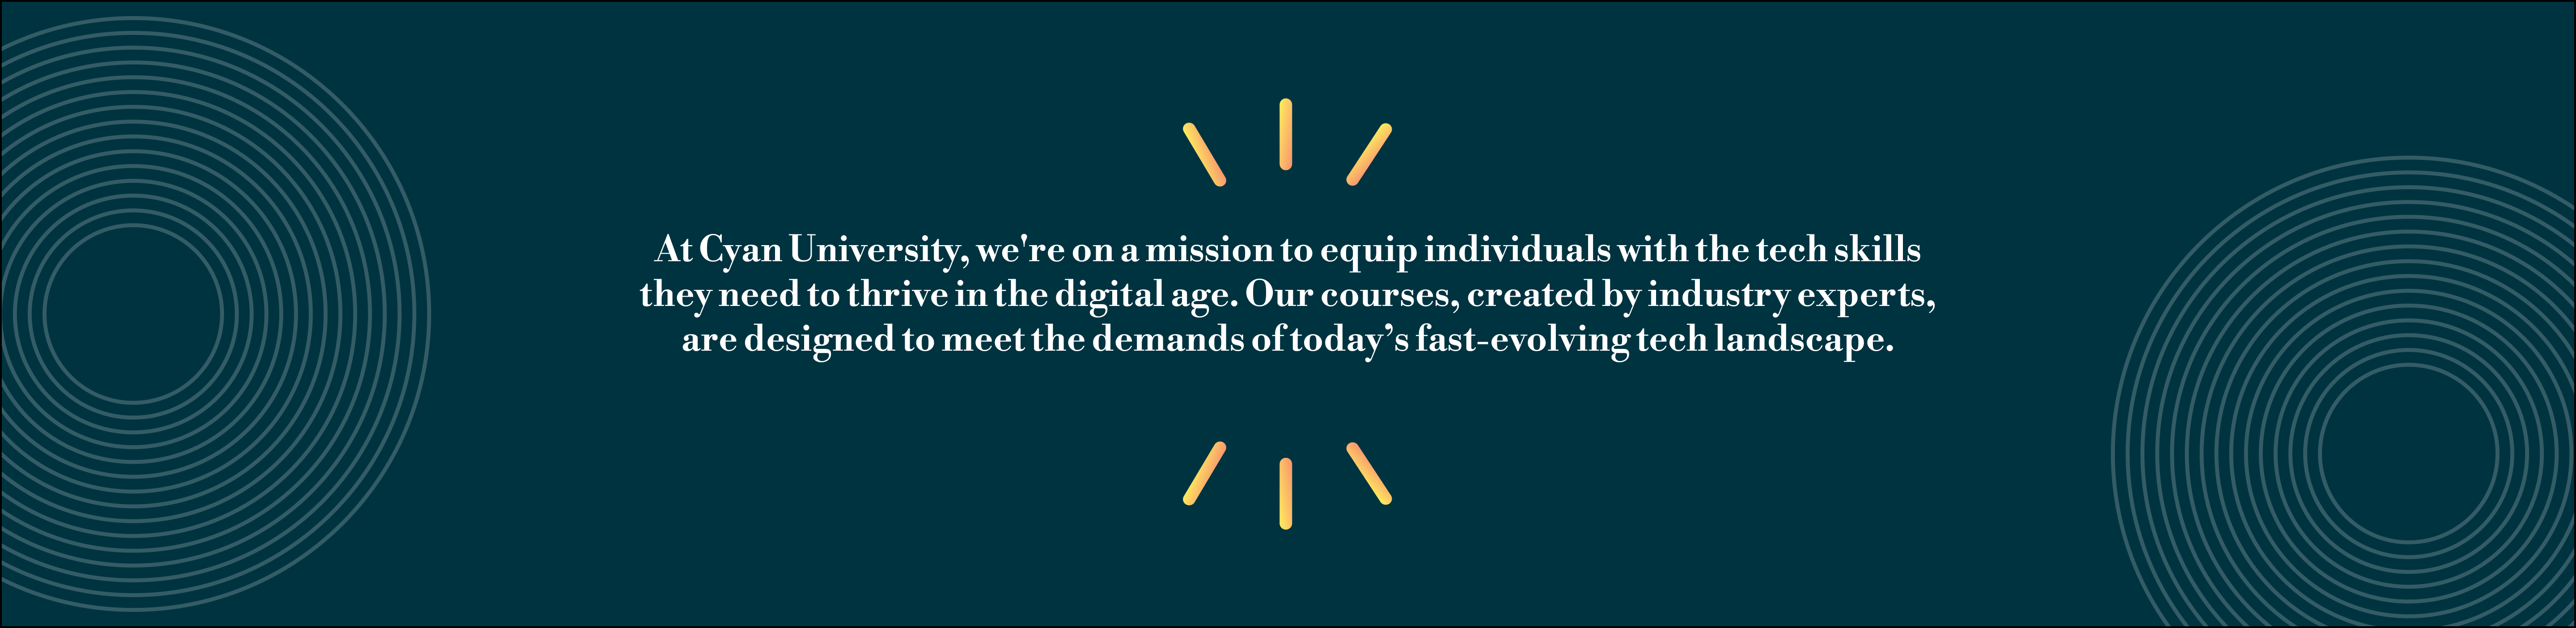 At Cyan University, we're on a mission to equip individuals with the tech skills
they need to thrive in the digital age. Our courses, created by industry experts,
are designed to meet the demands of today’s fast-evolving tech landscape.